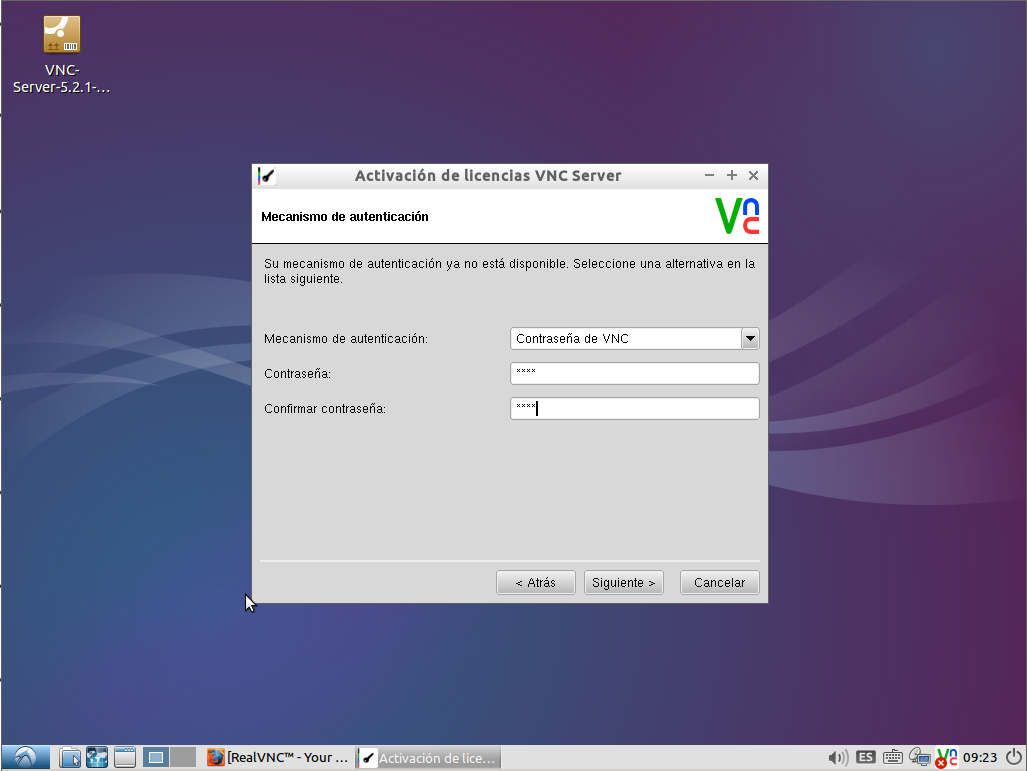 VNC-
Server-5.2.1-...
Activación de licencias VNC Server
Mecanismo de autenticación
Vnc
Su mecanismo de autenticación ya no está disponible. Seleccione una alternativa en la
lista siguiente.
Mecanismo de autenticación:
Contraseña de VNC
Contraseña:
****
Confirmar contraseña:
****
< Atrás
Siguiente >
Cancelar
[RealVNC™ - Your ...
Activación de lice...
ES
Vnc
09:23